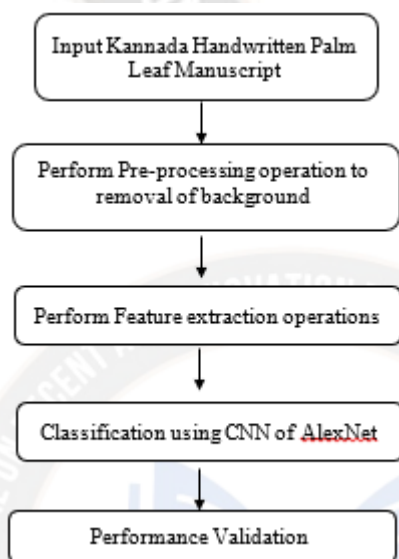 Input Kannada Handwritten Palm
Leaf Manuscript
Perform Pre-processing operation to
removal of background
Perform Feature extraction operations
Classification using CNN of AlexNet
Performance Validation